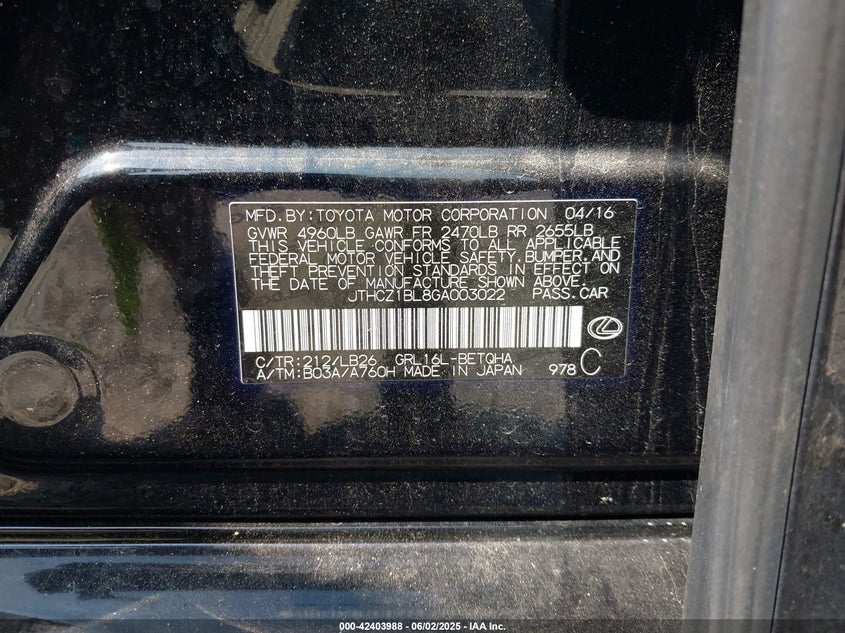 MFD. BY: TOYOTA MOTOR CORPORATION 04/16
GVWR 4960LB GAWR FR 2470LB RR 2655LB
THIS VEHICLE CONFORMS TO ALL APPLICABLE
FEDERAL MOTOR VEHICLE SAFETY, BUMPER, AND
THEFT PREVENTION STANDARDS IN EFFECT ON
THE DATE OF MANUFACTURE SHOWN ABOVE.
JTHCZ1BL8GA003022 PASS. CAR
C/TR: 212/LB26 GRL16L-BETQHA
A/TM: B03A/A760H MADE IN JAPAN 978 C
000-42403988 | 06/02/2025 - IAA Inc.